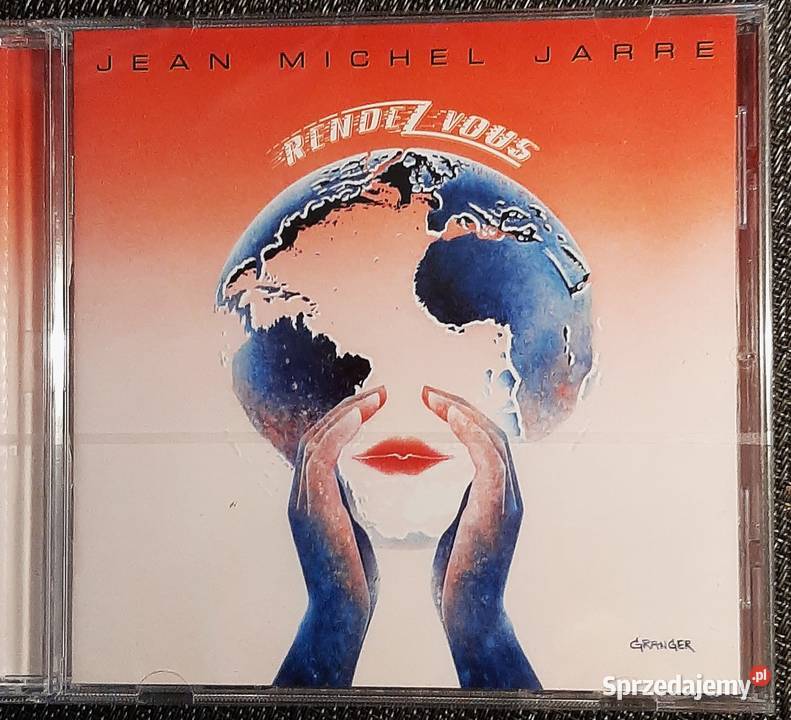 JEAN MICHEL JARRE
RENDEZ VOUS
GRANGER
Sprzedajemy.pl